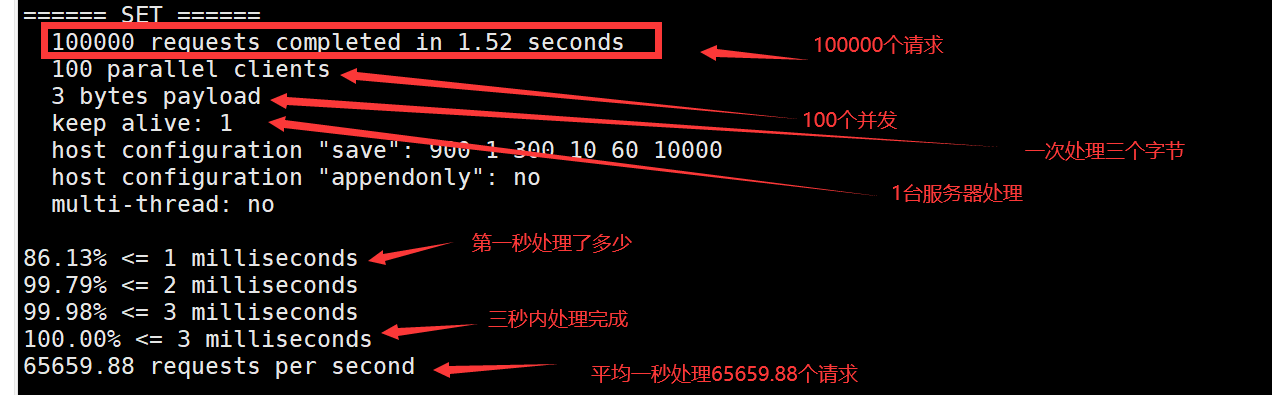 ====== SET ======
100000 requests completed in 1.52 seconds
100000个请求
100 parallel clients
3 bytes payload
100个并发
keep alive: 1
host configuration "save": 900 1 300 10 60 10000
一次处理三个字节
host configuration "appendonly": no
1台服务器处理
multi-thread: no
第一秒处理了多少
86.13% <= 1 milliseconds
99.79% <= 2 milliseconds
99.98% <= 3 milliseconds
三秒内处理完成
100.00% <= 3 milliseconds
65659.88 requests per second
平均一秒处理65659.88个请求